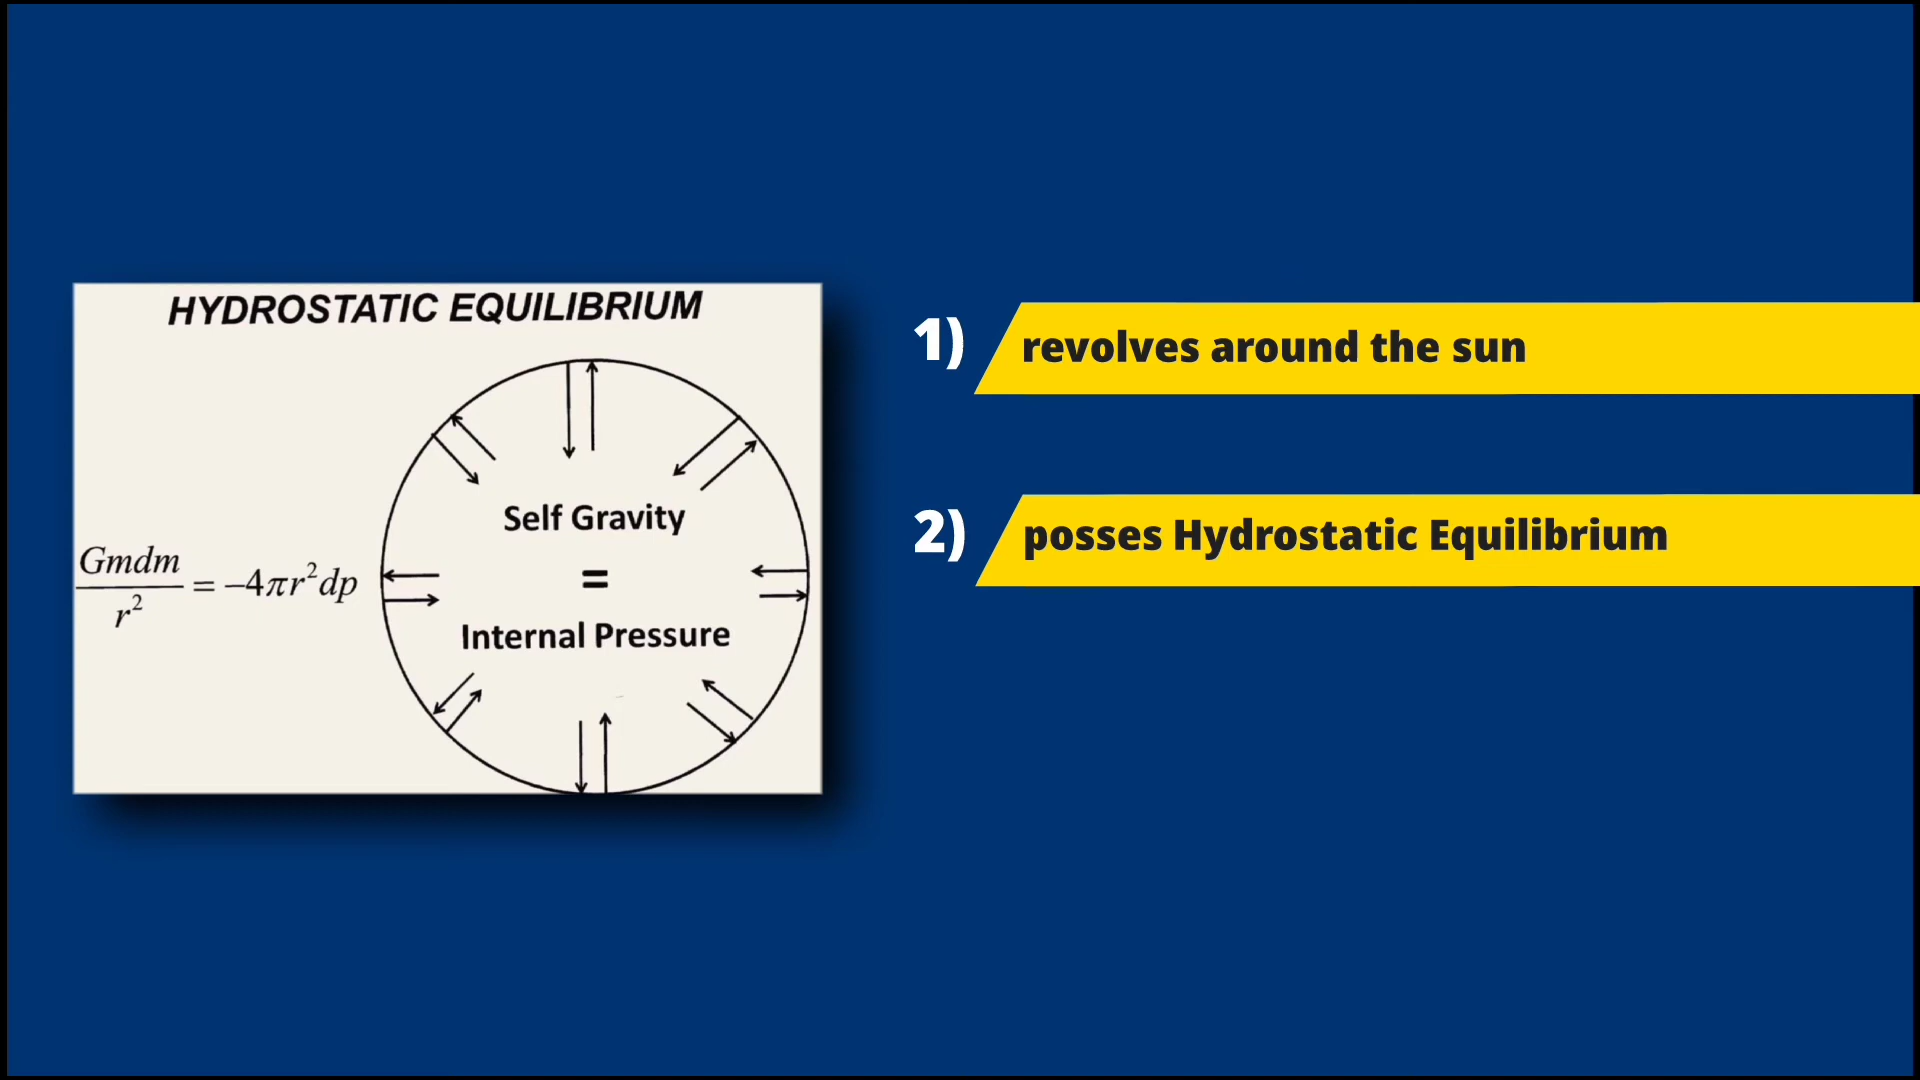 HYDROSTATIC EQUILIBRIUM
Self Gravity
=
Internal Pressure
Gmdm/r² = –4πr²dp
1) revolves around the sun
2) posses Hydrostatic Equilibrium